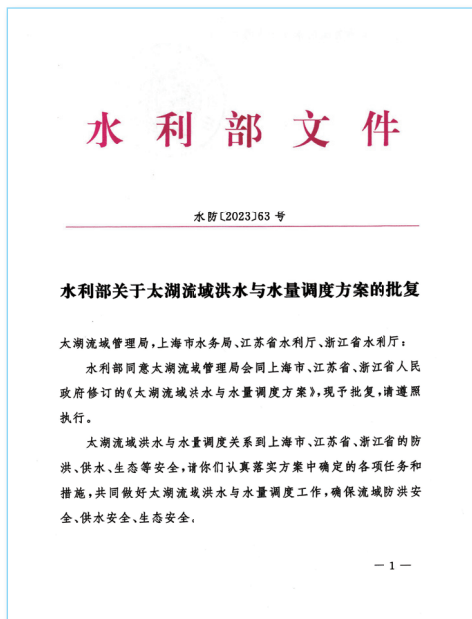 水利部文件
水防〔2023〕63号
水利部关于太湖流域洪水与水量调度方案的批复
太湖流域管理局,上海市水务局、江苏省水利厅、浙江省水利厅:
水利部同意太湖流域管理局会同上海市、江苏省、浙江省人民
政府修订的《太湖流域洪水与水量调度方案》,现予批复,请遵照
执行。
太湖流域洪水与水量调度关系到上海市、江苏省、浙江省的防
洪、供水、生态等安全,请你们认真落实方案中确定的各项任务和
措施,共同做好太湖流域洪水与水量调度工作,确保流域防洪安
全、供水安全、生态安全。
— 1 —